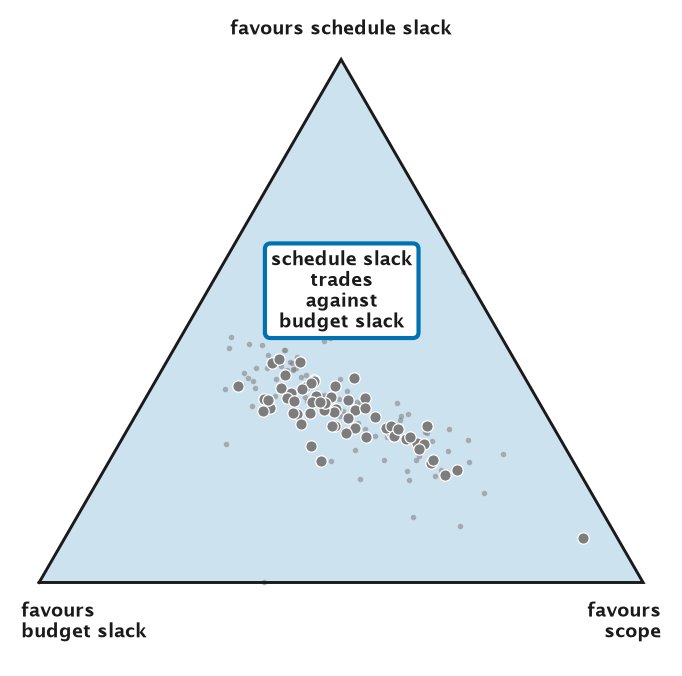 favours schedule slack
schedule slack
trades
against
budget slack
favours
budget slack
favours
scope